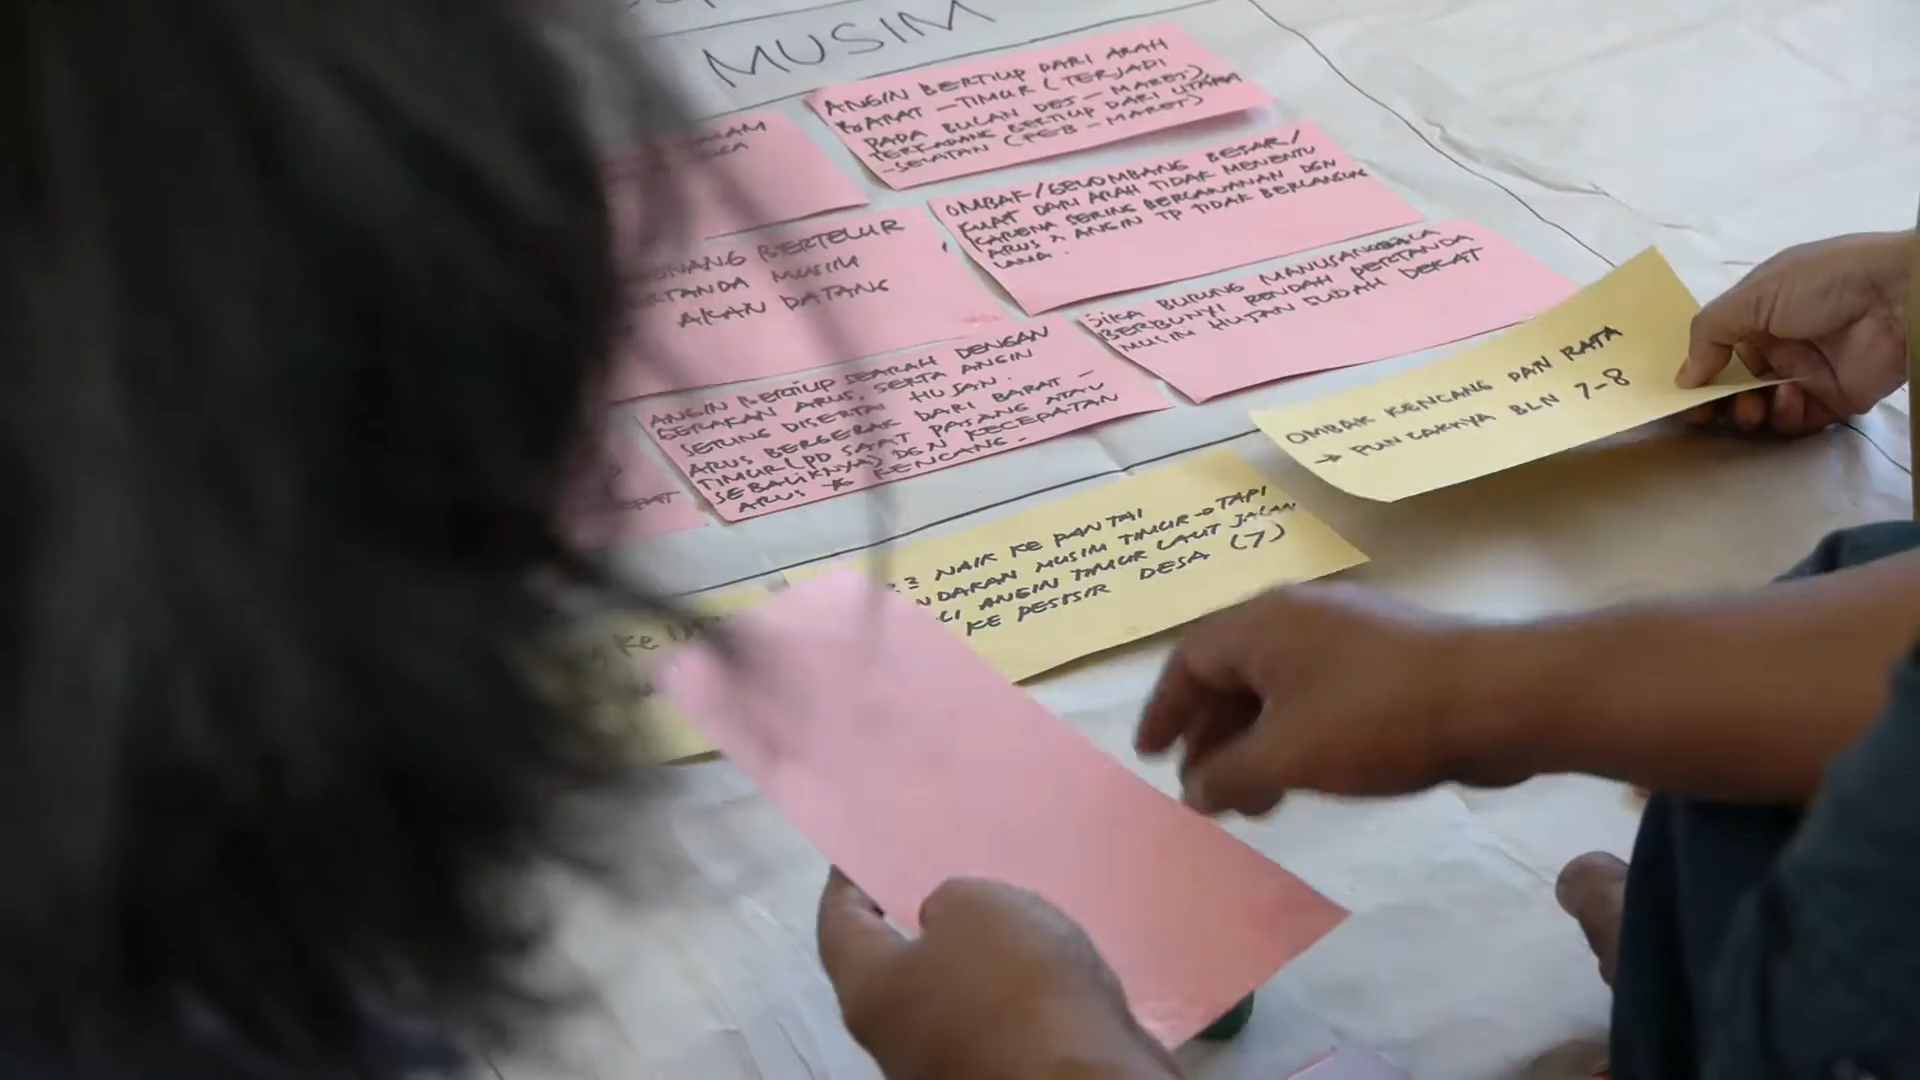 MUSIM
ANGIN BERTIUP DARI ARAH
BARAT – TIMUR (TERJADI
PADA BULAN DES – MARET)
TERKADANG BERTIUP DARI UTARA
– SELATAN (FEB – MARET)
OMBAK/GELOMBANG BESAR/
KUAT DAN ARAH TIDAK MENENTU
KARENA SERING BERLAWANAN DGN
ARUS & ANGIN TP TIDAK BERLANGSUNG
LAMA.
JIKA BURUNG
BERBUNYI RENDAH PERTANDA
MUSIM HUJAN SUDAH DEKAT
BERTELUR
MUSIM
AKAN DATANG
ANGIN BERTIUP SEARAH DENGAN
GERAKAN ARUS, SERTA ANGIN
SERING DISERTAI HUJAN.
ARUS BERGERAK DARI BARAT –
TIMUR (PD SAAT PASANG ATAU
SEBALIKNYA) DGN KECEPATAN
ARUS KENCANG.
OMBAK KENCANG DAN RATA
→ PUNCAKNYA BLN 7-8
NAIK KE PANTAI
MUSIM TIMUR → TAPI
ANGIN TIMUR LAUT JALAN
KE PESISIR DESA (7)
KE